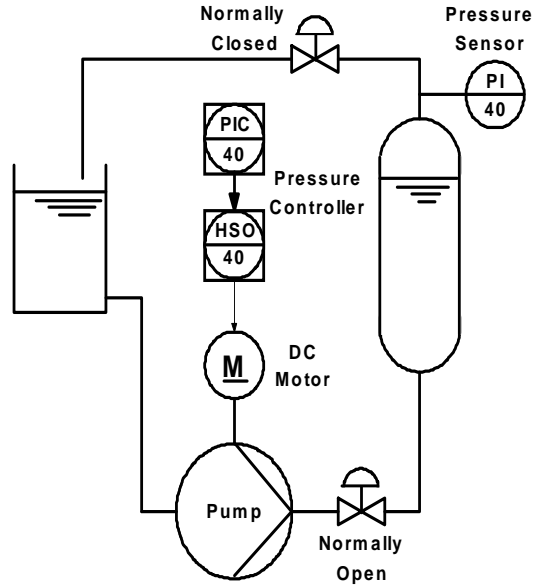 Normally
Closed
Pressure
Sensor
PI
40
PIC
40
Pressure
Controller
HSO
40
M
DC
Motor
Pump
Normally
Open